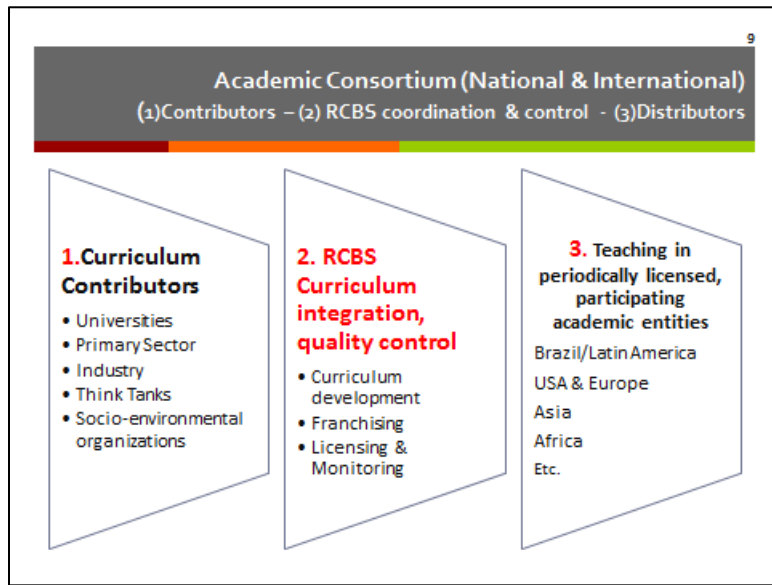 9
Academic Consortium (National & International)
(1)Contributors – (2) RCBS coordination & control - (3)Distributors
1.Curriculum
Contributors
• Universities
• Primary Sector
• Industry
• Think Tanks
• Socio-environmental
organizations
2. RCBS
Curriculum
integration,
quality control
• Curriculum
development
• Franchising
• Licensing &
Monitoring
3. Teaching in
periodically licensed,
participating
academic entities
Brazil/Latin America
USA & Europe
Asia
Africa
Etc.